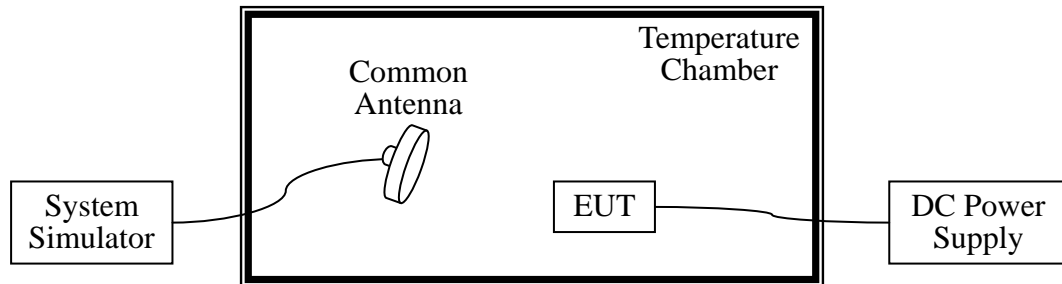 Temperature
Chamber
Common
Antenna
System
Simulator
EUT
DC Power
Supply